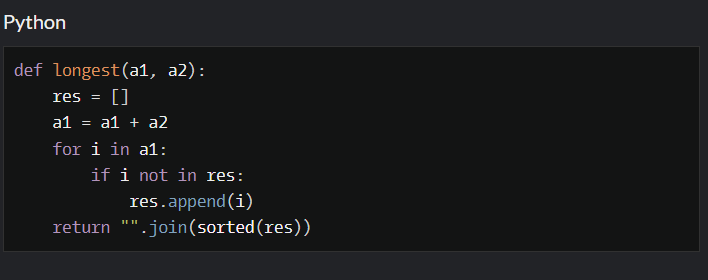 Python
def longest(a1, a2):
    res = []
    a1 = a1 + a2
    for i in a1:
        if i not in res:
            res.append(i)
    return "".join(sorted(res))